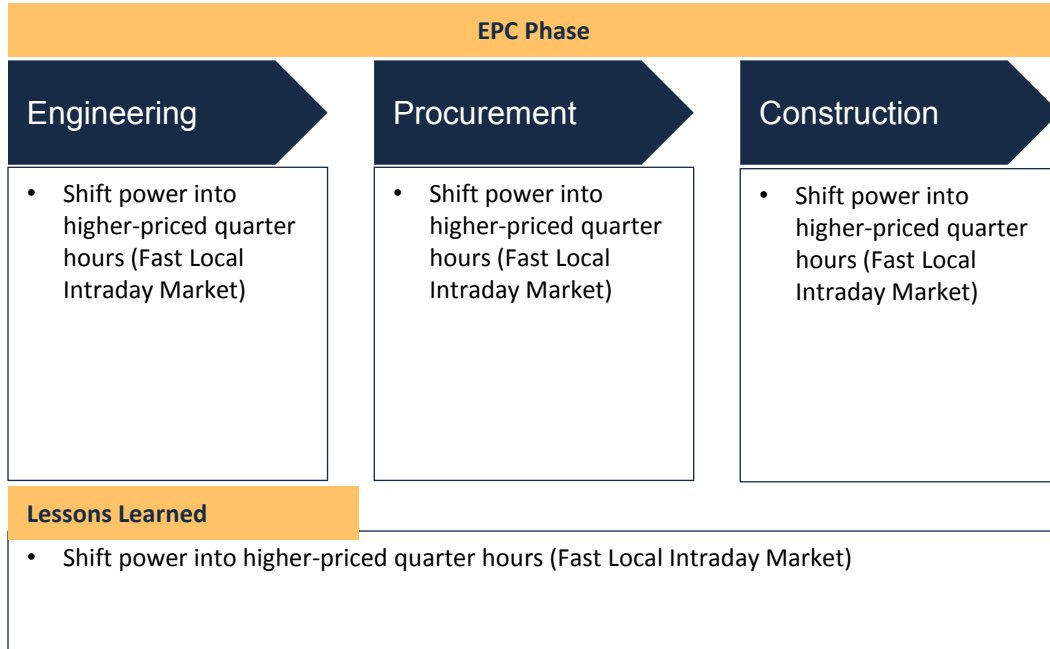 EPC Phase
Engineering
• Shift power into
higher-priced quarter
hours (Fast Local
Intraday Market)
Procurement
• Shift power into
higher-priced quarter
hours (Fast Local
Intraday Market)
Construction
• Shift power into
higher-priced quarter
hours (Fast Local
Intraday Market)
Lessons Learned
• Shift power into higher-priced quarter hours (Fast Local Intraday Market)